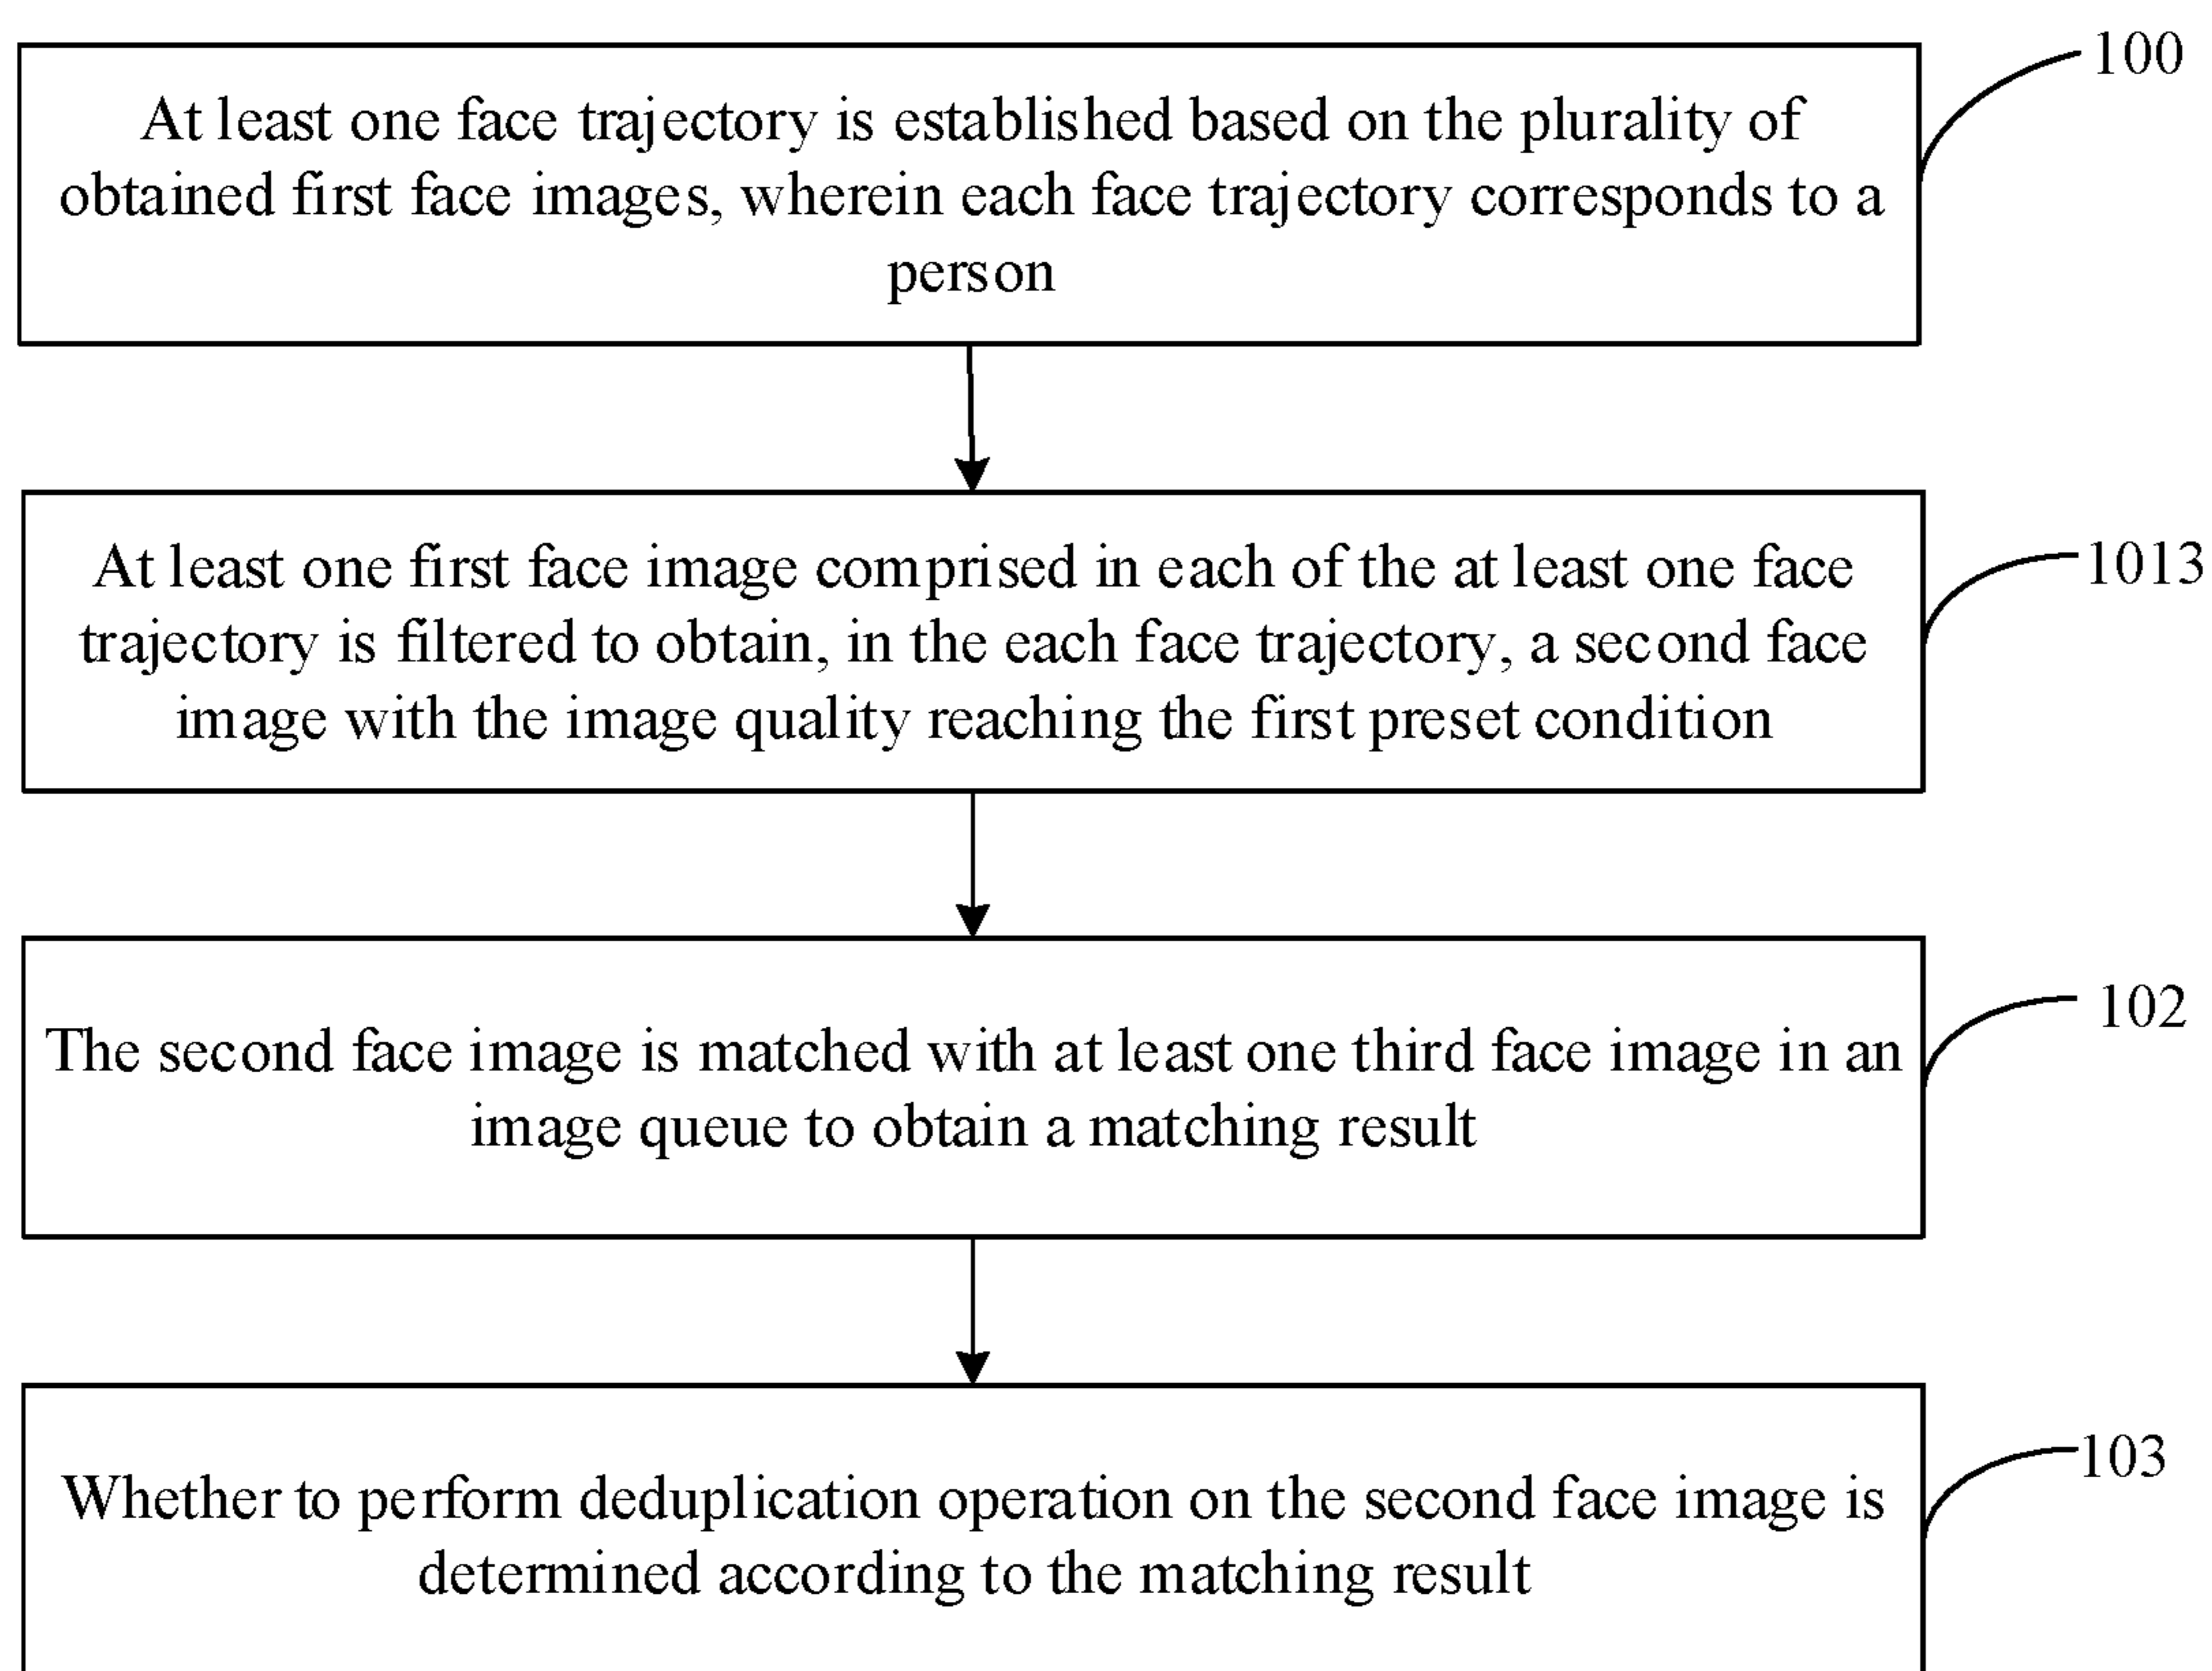 100
At least one face trajectory is established based on the plurality of
obtained first face images, wherein each face trajectory corresponds to a
person
1013
At least one first face image comprised in each of the at least one face
trajectory is filtered to obtain, in the each face trajectory, a second face
image with the image quality reaching the first preset condition
102
The second face image is matched with at least one third face image in an
image queue to obtain a matching result
103
Whether to perform deduplication operation on the second face image is
determined according to the matching result